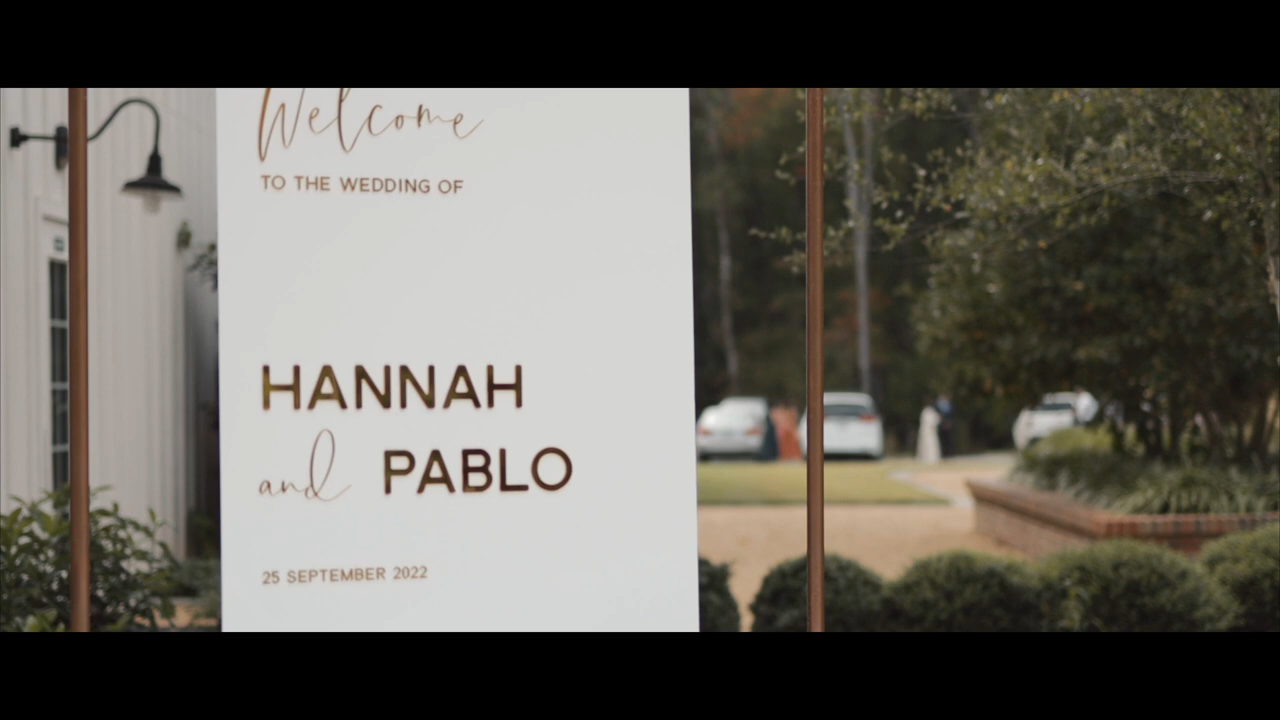 Welcome
TO THE WEDDING OF
HANNAH
and PABLO
25 SEPTEMBER 2022